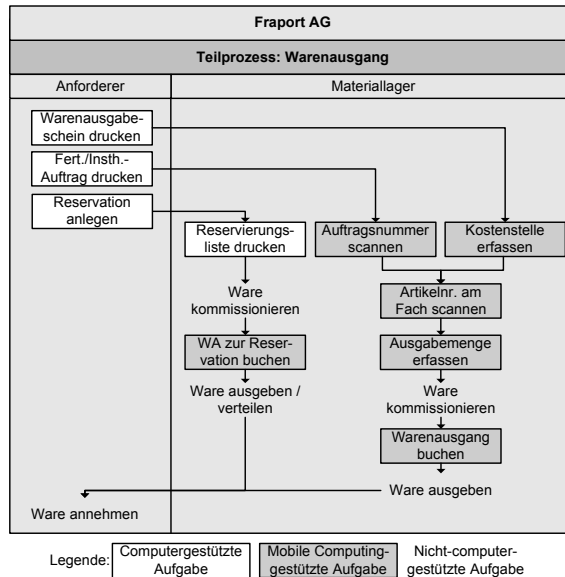 Fraport AG
Teilprozess: Warenausgang
Anforderer
Materiallager
Warenausgabe-
schein drucken
Fert./Insth.-
Auftrag drucken
Reservation
anlegen
Reservierungs-
liste drucken
Auftragsnummer
scannen
Kostenstelle
erfassen
Ware
kommissionieren
Artikelnr. am
Fach scannen
WA zur Reser-
vation buchen
Ausgabemenge
erfassen
Ware ausgeben /
verteilen
Ware
kommissionieren
Warenausgang
buchen
Ware ausgeben
Ware annehmen
Legende:
Computergestützte
Aufgabe
Mobile Computing-
gestützte Aufgabe
Nicht-computer-
gestützte Aufgabe